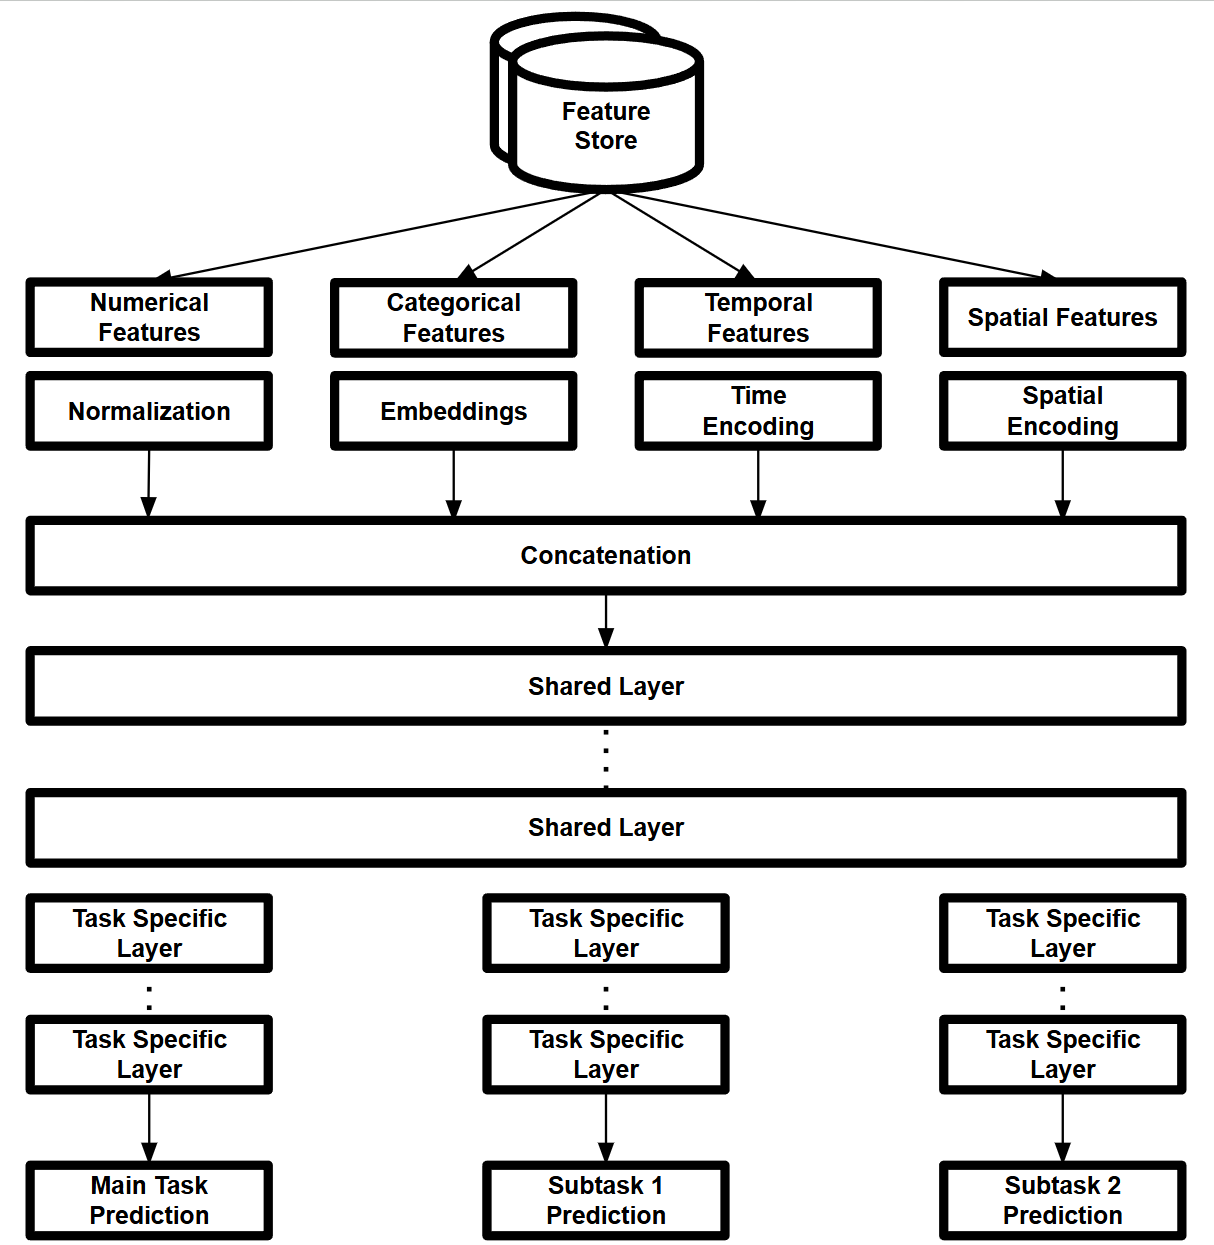 Feature
Store
Numerical
Features
Categorical
Features
Temporal
Features
Spatial Features
Normalization
Embeddings
Time
Encoding
Spatial
Encoding
Concatenation
Shared Layer
Shared Layer
Task Specific
Layer
Task Specific
Layer
Task Specific
Layer
Task Specific
Layer
Task Specific
Layer
Task Specific
Layer
Main Task
Prediction
Subtask 1
Prediction
Subtask 2
Prediction